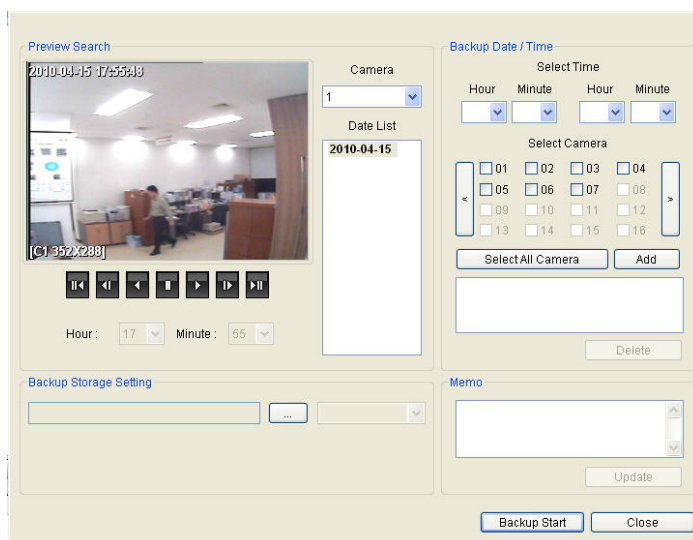 Preview Search
2010-04-15 17:55:48
[C1 352X288]
Camera
1
Date List
2010-04-15
Hour : 17 Minute : 55
Backup Date / Time
Select Time
Hour Minute Hour Minute
Select Camera
01 02 03 04
05 06 07 08
09 10 11 12
13 14 15 16
< >
Select All Camera Add
Delete
Backup Storage Setting
...
Memo
Update
Backup Start Close